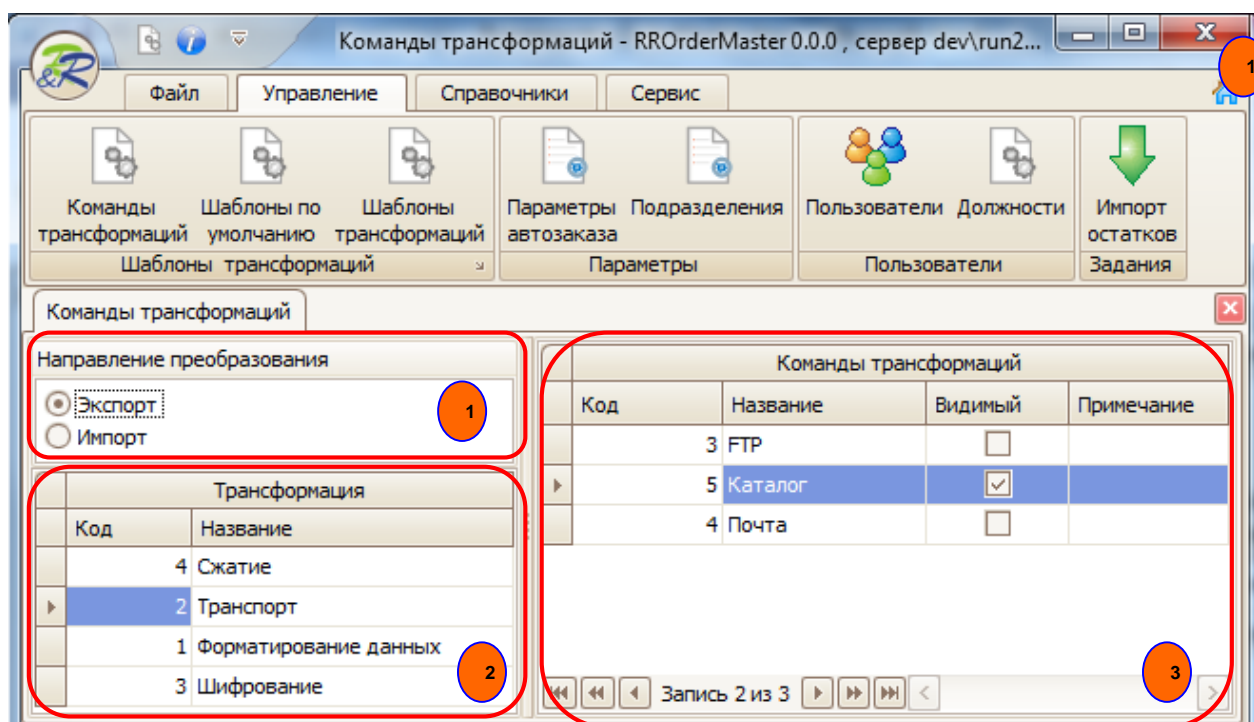 Команды трансформаций - RROrderMaster 0.0.0 , сервер dev\run2...
R&R
1
Файл Управление Справочники Сервис
Команды трансформаций
Шаблоны по умолчанию
Шаблоны трансформаций
Параметры автозаказа
Подразделения
Пользователи
Должности
Импорт остатков
Шаблоны трансформаций Параметры Пользователи Задания
Команды трансформаций
Направление преобразования
Экспорт
Импорт
1
Трансформация
Код Название
4 Сжатие
2 Транспорт
1 Форматирование данных
3 Шифрование
2
Команды трансформаций
Код Название Видимый Примечание
3 FTP
5 Каталог
4 Почта
3
Запись 2 из 3